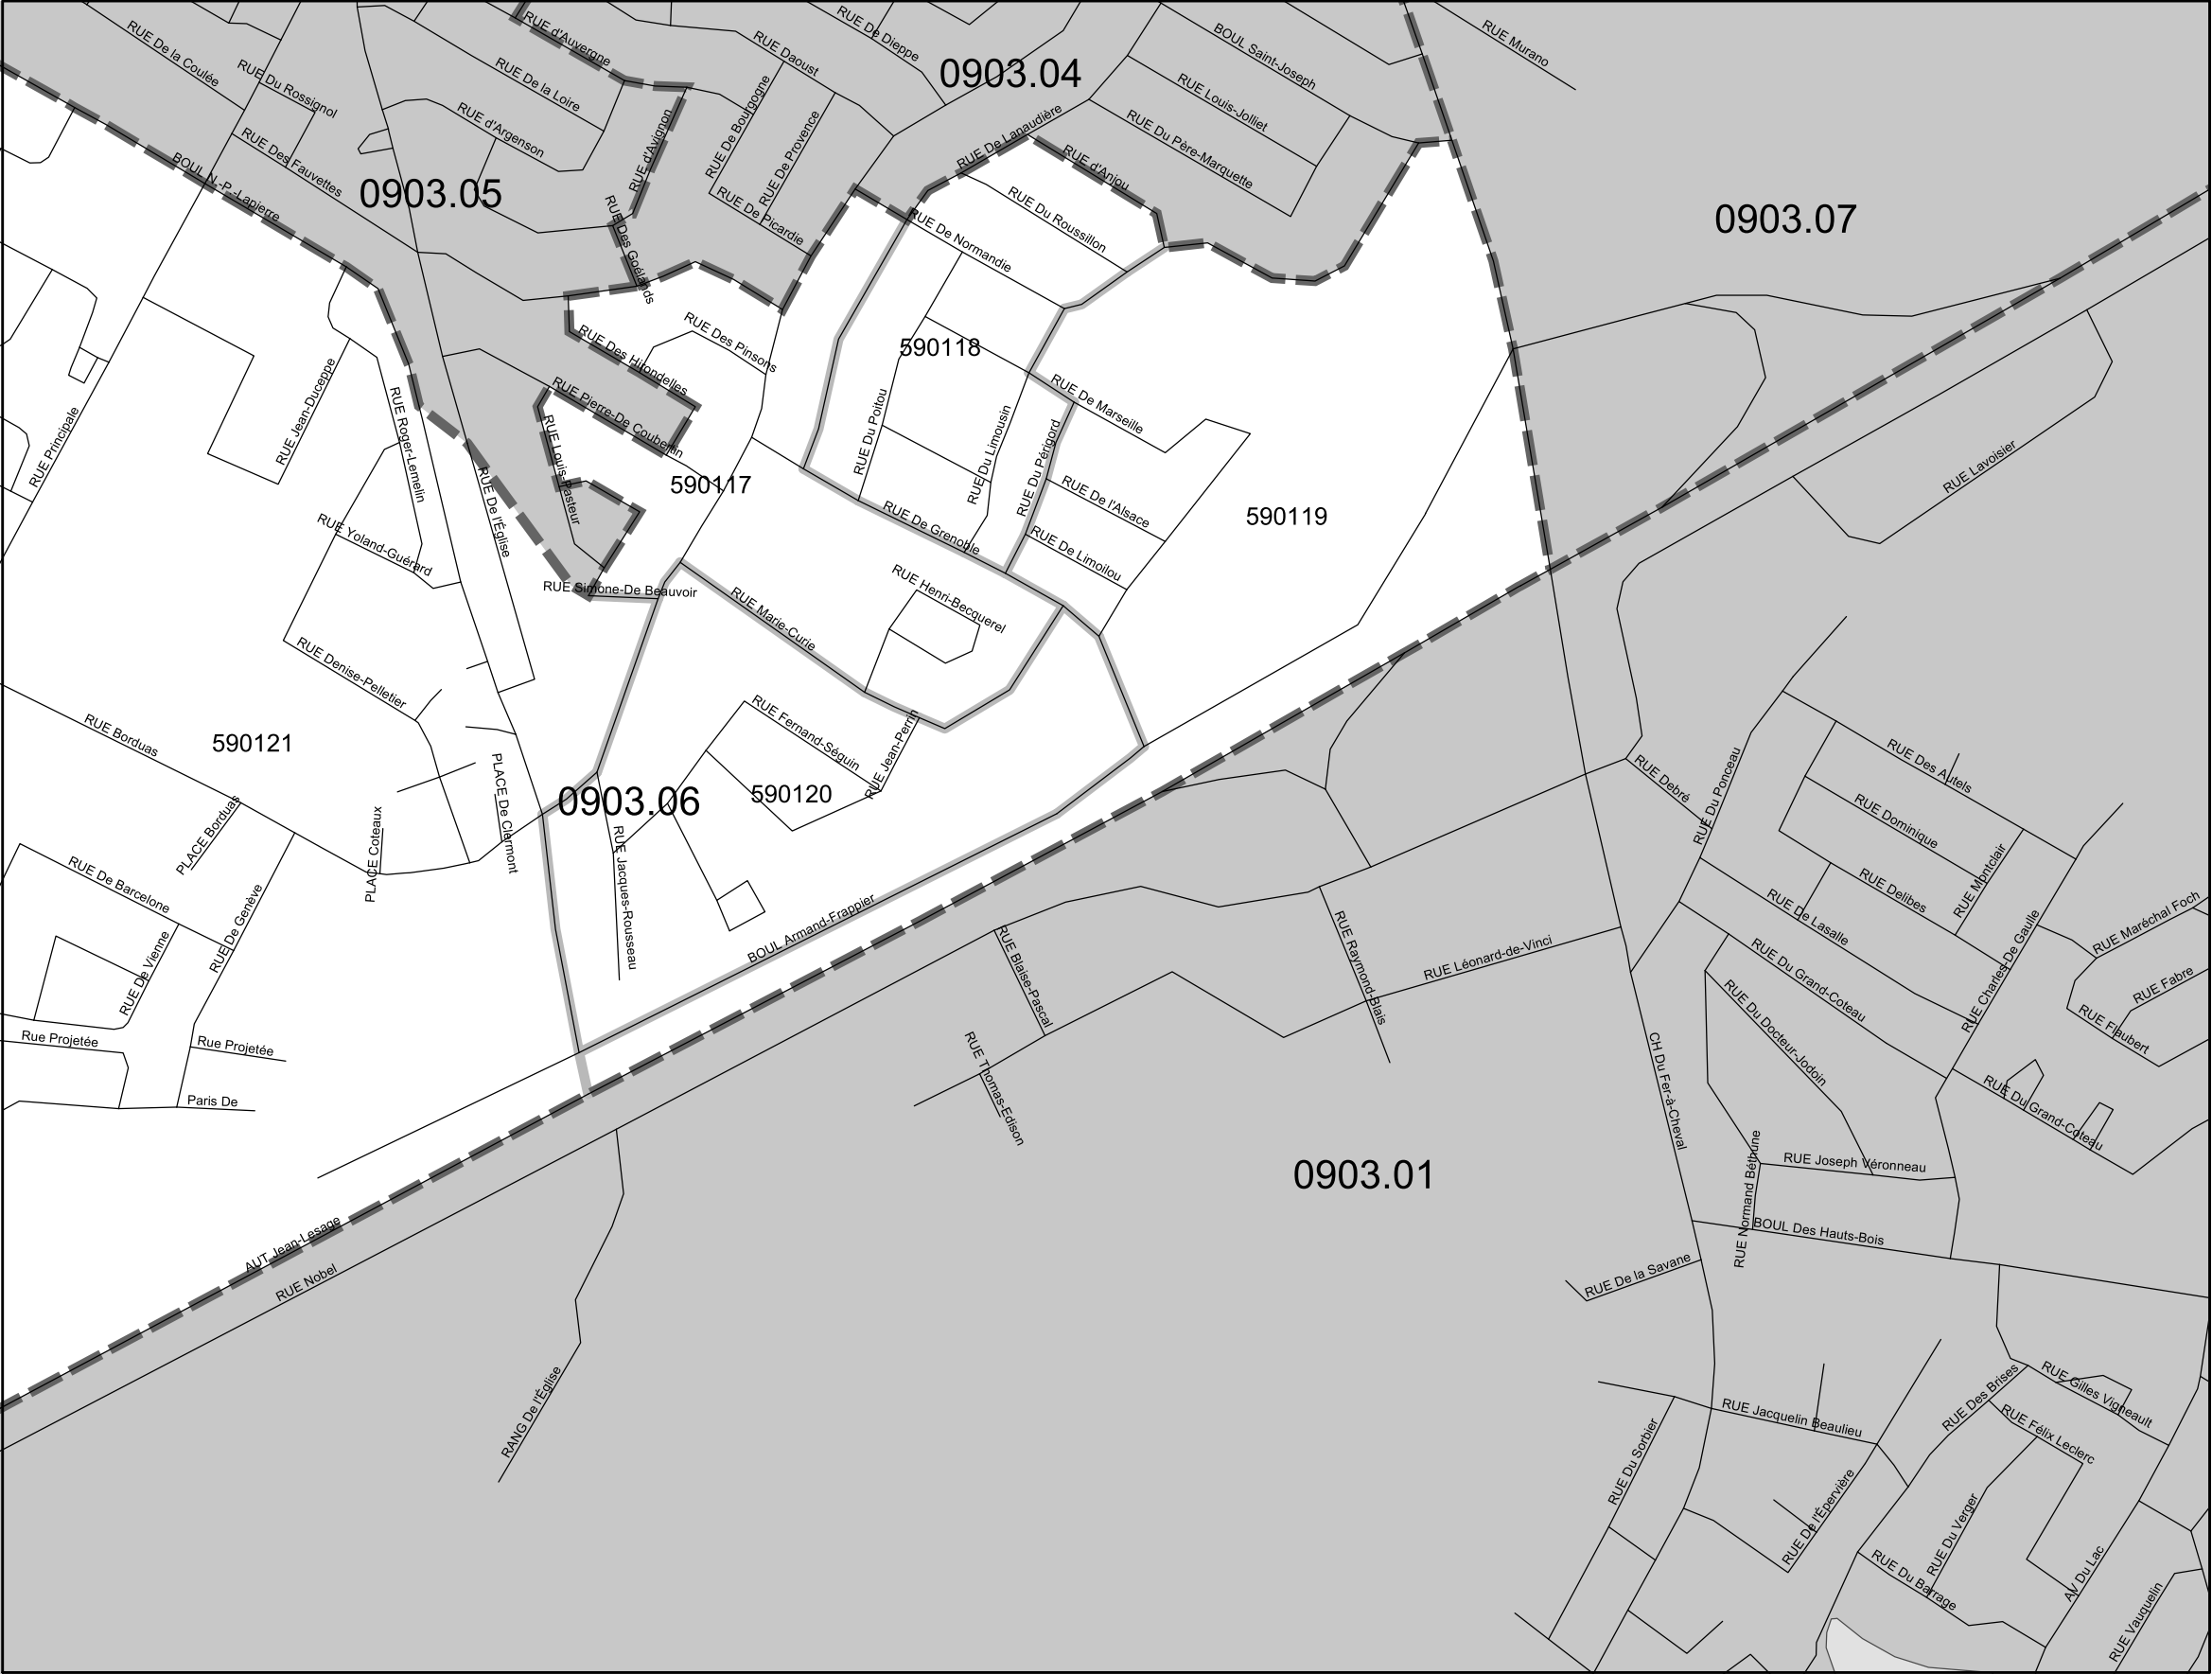 RUE De la Coulée
RUE d'Auvergne
RUE De Dieppe
RUE Murano
BOUL Saint-Joseph
RUE Daoust
RUE Du Rossignol
RUE De la Loire
0903.04
RUE Louis-Jolliet
RUE d'Argenson
RUE De Bourgogne
RUE De Provence
RUE De Lanaudière
RUE Du Père-Marquette
RUE Des Fauvettes
RUE d'Avignon
RUE d'Anjou
BOUL N.-P.-Lapierre
0903.05
RUE De Picardie
RUE Du Roussillon
0903.07
RUE Des Goélands
RUE De Normandie
RUE Des Pinsons
RUE Des Hirondelles
590118
RUE Jean-Duceppe
RUE Pierre-De Coubertin
RUE De Marseille
RUE Principale
RUE Roger-Lemelin
RUE Louis-Pasteur
RUE Du Poitou
RUE Du Limousin
RUE Du Périgord
RUE Lavoisier
590117
RUE De l'Église
RUE De l'Alsace
590119
RUE Yoland-Guérard
RUE De Grenoble
RUE De Limoilou
RUE Simone-De Beauvoir
RUE Henri-Becquerel
RUE Marie-Curie
RUE Denise-Pelletier
RUE Borduas
590121
RUE Fernand-Séguin
RUE Jean-Perrin
RUE Des Autels
RUE Debré
RUE Du Ponceau
PLACE De Clermont
0903.06
590120
RUE Dominique
PLACE Borduas
PLACE Coteaux
RUE Jacques-Rousseau
RUE Montclair
RUE Delibes
RUE De Barcelone
RUE De Genève
BOUL Armand-Frappier
RUE De Lasalle
RUE Maréchal Foch
RUE De Vienne
RUE Blaise-Pascal
RUE Raymond-Blais
RUE Léonard-de-Vinci
RUE Du Grand-Coteau
RUE Charles-De Gaulle
RUE Fabre
RUE Du Docteur-Jodoin
RUE Flaubert
Rue Projetée
Rue Projetée
RUE Thomas-Edison
CH Du Fer-à-Cheval
RUE Du Grand-Coteau
Paris De
0903.01
RUE Joseph Véronneau
RUE Normand Béthune
BOUL Des Hauts-Bois
AUT Jean-Lesage
RUE Nobel
RUE De la Savane
RANG De l'Église
RUE Des Brises
RUE Gilles Vigneault
RUE Jacquelin Beaulieu
RUE Félix Leclerc
RUE Du Sorbier
RUE De l'Épervière
RUE Du Verger
RUE Du Barrage
AV Du Lac
RUE Vauquelin